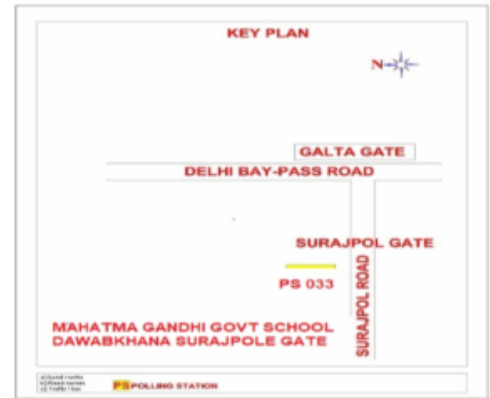 KEY PLAN
N
GALTA GATE
DELHI BAY-PASS ROAD
SURAJPOL GATE
PS 033
SURAJPOL ROAD
MAHATMA GANDHI GOVT SCHOOL
DAWABKHANA SURAJPOLE GATE
PS POLLING STATION